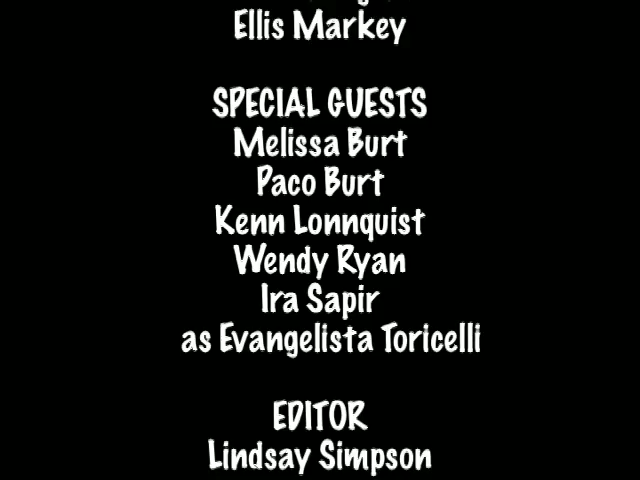 Ellis Markey
SPECIAL GUESTS
Melissa Burt
Paco Burt
Kenn Lonnquist
Wendy Ryan
Ira Sapir
as Evangelista Toricelli
EDITOR
Lindsay Simpson